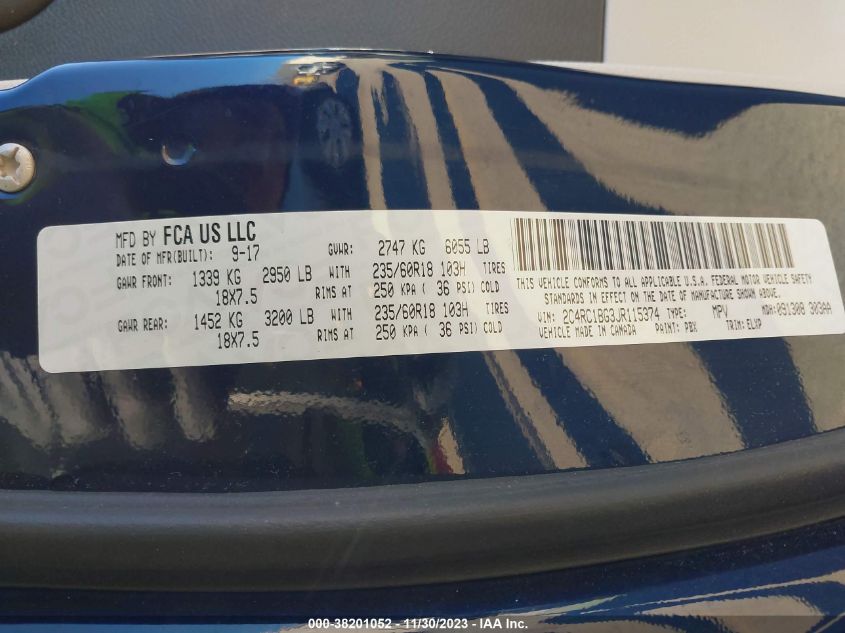 MFD BY FCA US LLC
DATE OF MFR(BUILT): 9-17 GVWR: 2747 KG 6055 LB
GAWR FRONT: 1339 KG 2950 LB WITH 235/60R18 103H TIRES
18X7.5 RIMS AT 250 KPA ( 36 PSI) COLD
GAWR REAR: 1452 KG 3200 LB WITH 235/60R18 103H TIRES
18X7.5 RIMS AT 250 KPA ( 36 PSI) COLD
THIS VEHICLE CONFORMS TO ALL APPLICABLE U.S.A. FEDERAL MOTOR VEHICLE SAFETY
STANDARDS IN EFFECT ON THE DATE OF MANUFACTURE SHOWN ABOVE.
VIN: 2C4RC1BG3JR115374 TYPE: MPV MDH: 091308 303AA
VEHICLE MADE IN CANADA PAINT: PBX TRIM: ELXP
000-38201052 - 11/30/2023 - IAA Inc.